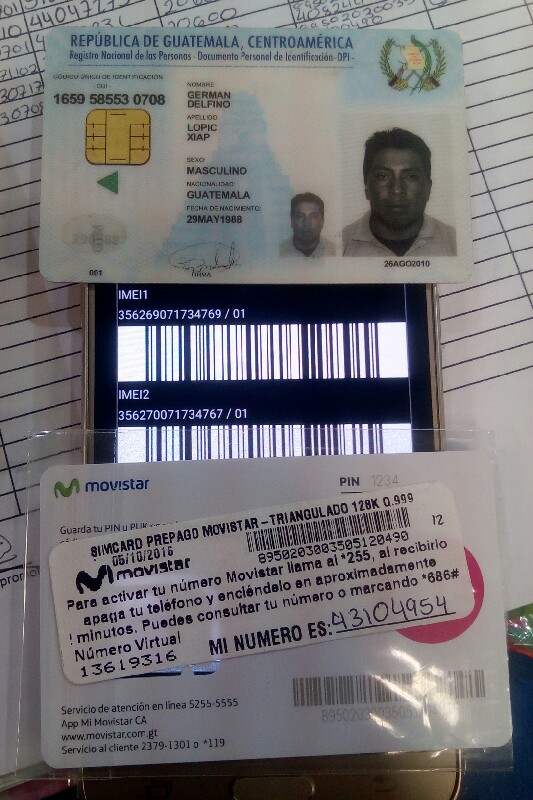 REPÚBLICA DE GUATEMALA, CENTROAMÉRICA
Registro Nacional de las Personas - Documento Personal de Identificación -DPI -
CÓDIGO ÚNICO DE IDENTIFICACIÓN
CUI
1659 58553 0708
NOMBRE:
GERMAN
DELFINO
APELLIDO
LOPIC
XIAP
SEXO:
MASCULINO
NACIONALIDAD:
GUATEMALA
FECHA DE NACIMIENTO:
29MAY1988
FIRMA
001
26AGO2010
IMEI1
356269071734769 / 01
IMEI2
356270071734767 / 01
movistar
PIN 1234
Guarda tu PIN u PUK
SIMCARD PREPAGO MOVISTAR -TRIANGULADO 128K 0.999
05/10/2016
8950203003505120490
12
movistar
Para activar tu número Movistar llama al *255, al recibirlo
apaga tu teléfono y enciéndelo en aproximadamente
! minutos. Puedes consultar tu número o marcando *686#
Número Virtual
13619316
MI NUMERO ES: 43104954
Servicio de atención en línea 5255-5555
App Mi Movistar CA
www.movistar.com.gt
Servicio al cliente 2379-1301 o *119